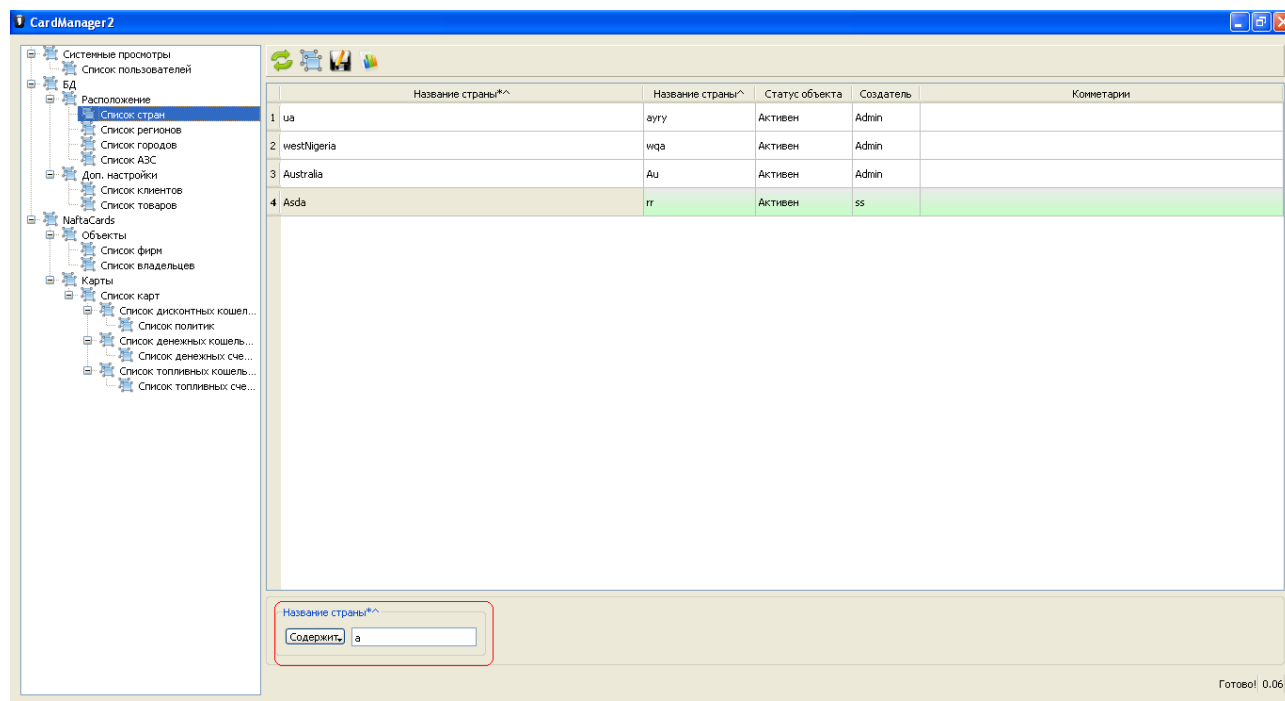 CardManager2
Системные просмотры
Список пользователей
БД
Расположение
Список стран
Список регионов
Список городов
Список АЗС
Доп. настройки
Список клиентов
Список товаров
NaftaCards
Объекты
Список фирм
Список владельцев
Карты
Список карт
Список дисконтных кошел...
Список политик
Список денежных кошель...
Список денежных сче...
Список топливных кошель...
Список топливных сче...
Название страны*^ Название страны^ Статус объекта Создатель Комметарии
1 ua ayry Активен Admin
2 westNigeria wqa Активен Admin
3 Australia Au Активен Admin
4 Asda rr Активен ss
Название страны*^
Содержит a
Готово! 0.06